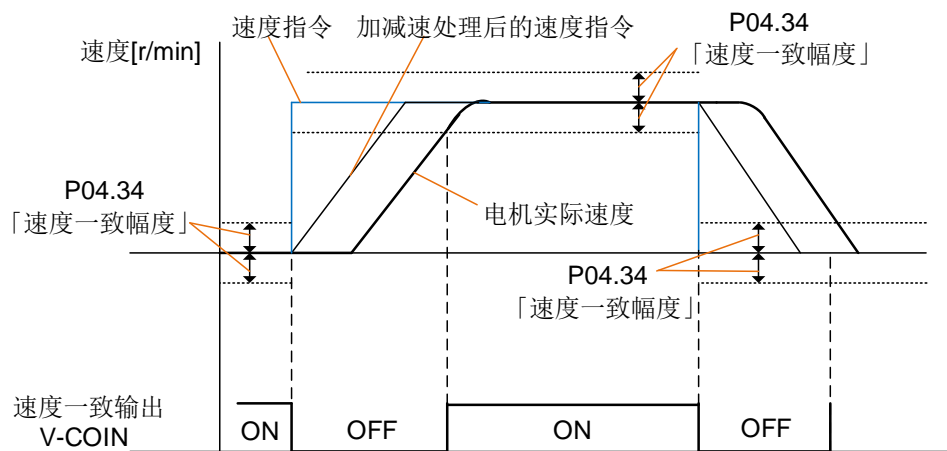 速度指令
加减速处理后的速度指令
P04.34
「速度一致幅度」
速度[r/min]
P04.34
「速度一致幅度」
电机实际速度
P04.34
「速度一致幅度」
速度一致输出
V-COIN
ON
OFF
ON
OFF